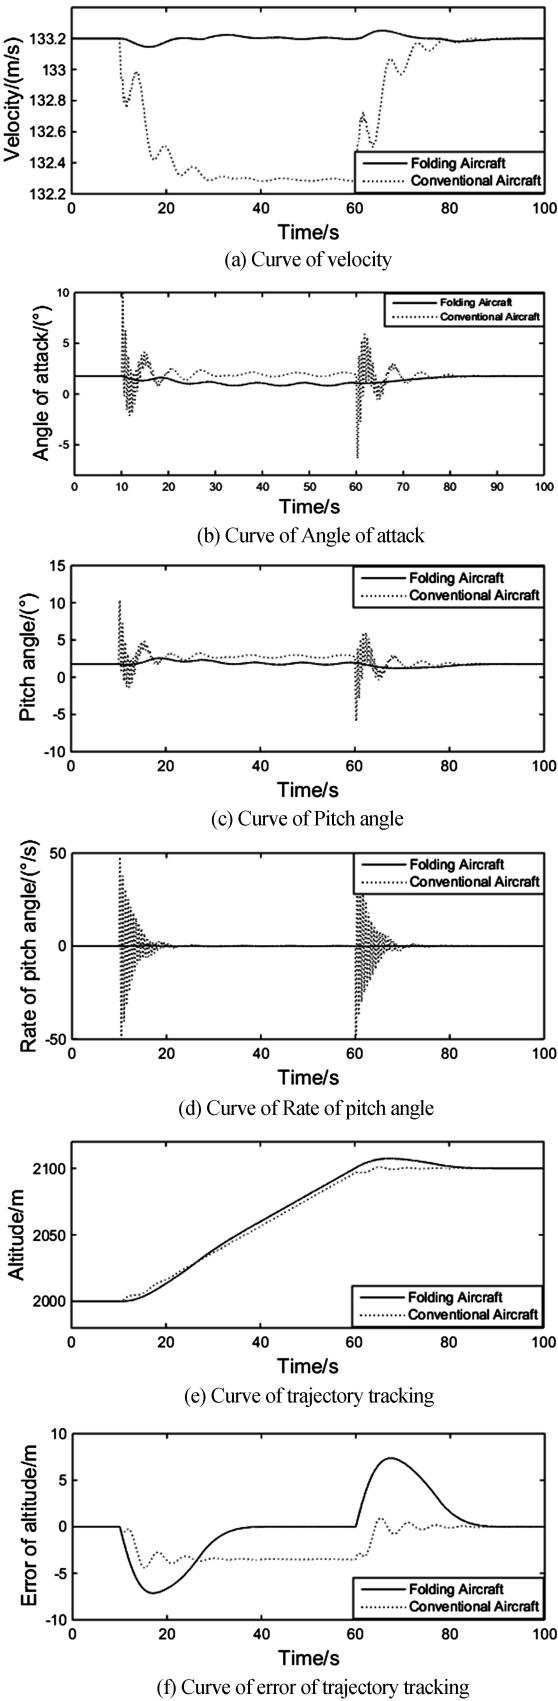 133.2
133
132.8
132.6
132.4
132.2
Velocity/(m/s)
Folding Aircraft
Conventional Aircraft
0 20 40 60 80 100
Time/s
(a) Curve of velocity
10
5
0
-5
Angle of attack/(°)
Folding Aircraft
Conventional Aircraft
0 10 20 30 40 50 60 70 80 90 100
Time/s
(b) Curve of Angle of attack
15
10
5
0
-5
-10
Pitch angle/(°)
Folding Aircraft
Conventional Aircraft
0 20 40 60 80 100
Time/s
(c) Curve of Pitch angle
50
0
-50
Rate of pitch angle/(°/s)
Folding Aircraft
Conventional Aircraft
0 20 40 60 80 100
Time/s
(d) Curve of Rate of pitch angle
2100
2050
2000
Altitude/m
Folding Aircraft
Conventional Aircraft
0 20 40 60 80 100
Time/s
(e) Curve of trajectory tracking
10
5
0
-5
-10
Error of altitude/m
Folding Aircraft
Conventional Aircraft
0 20 40 60 80 100
Time/s
(f) Curve of error of trajectory tracking